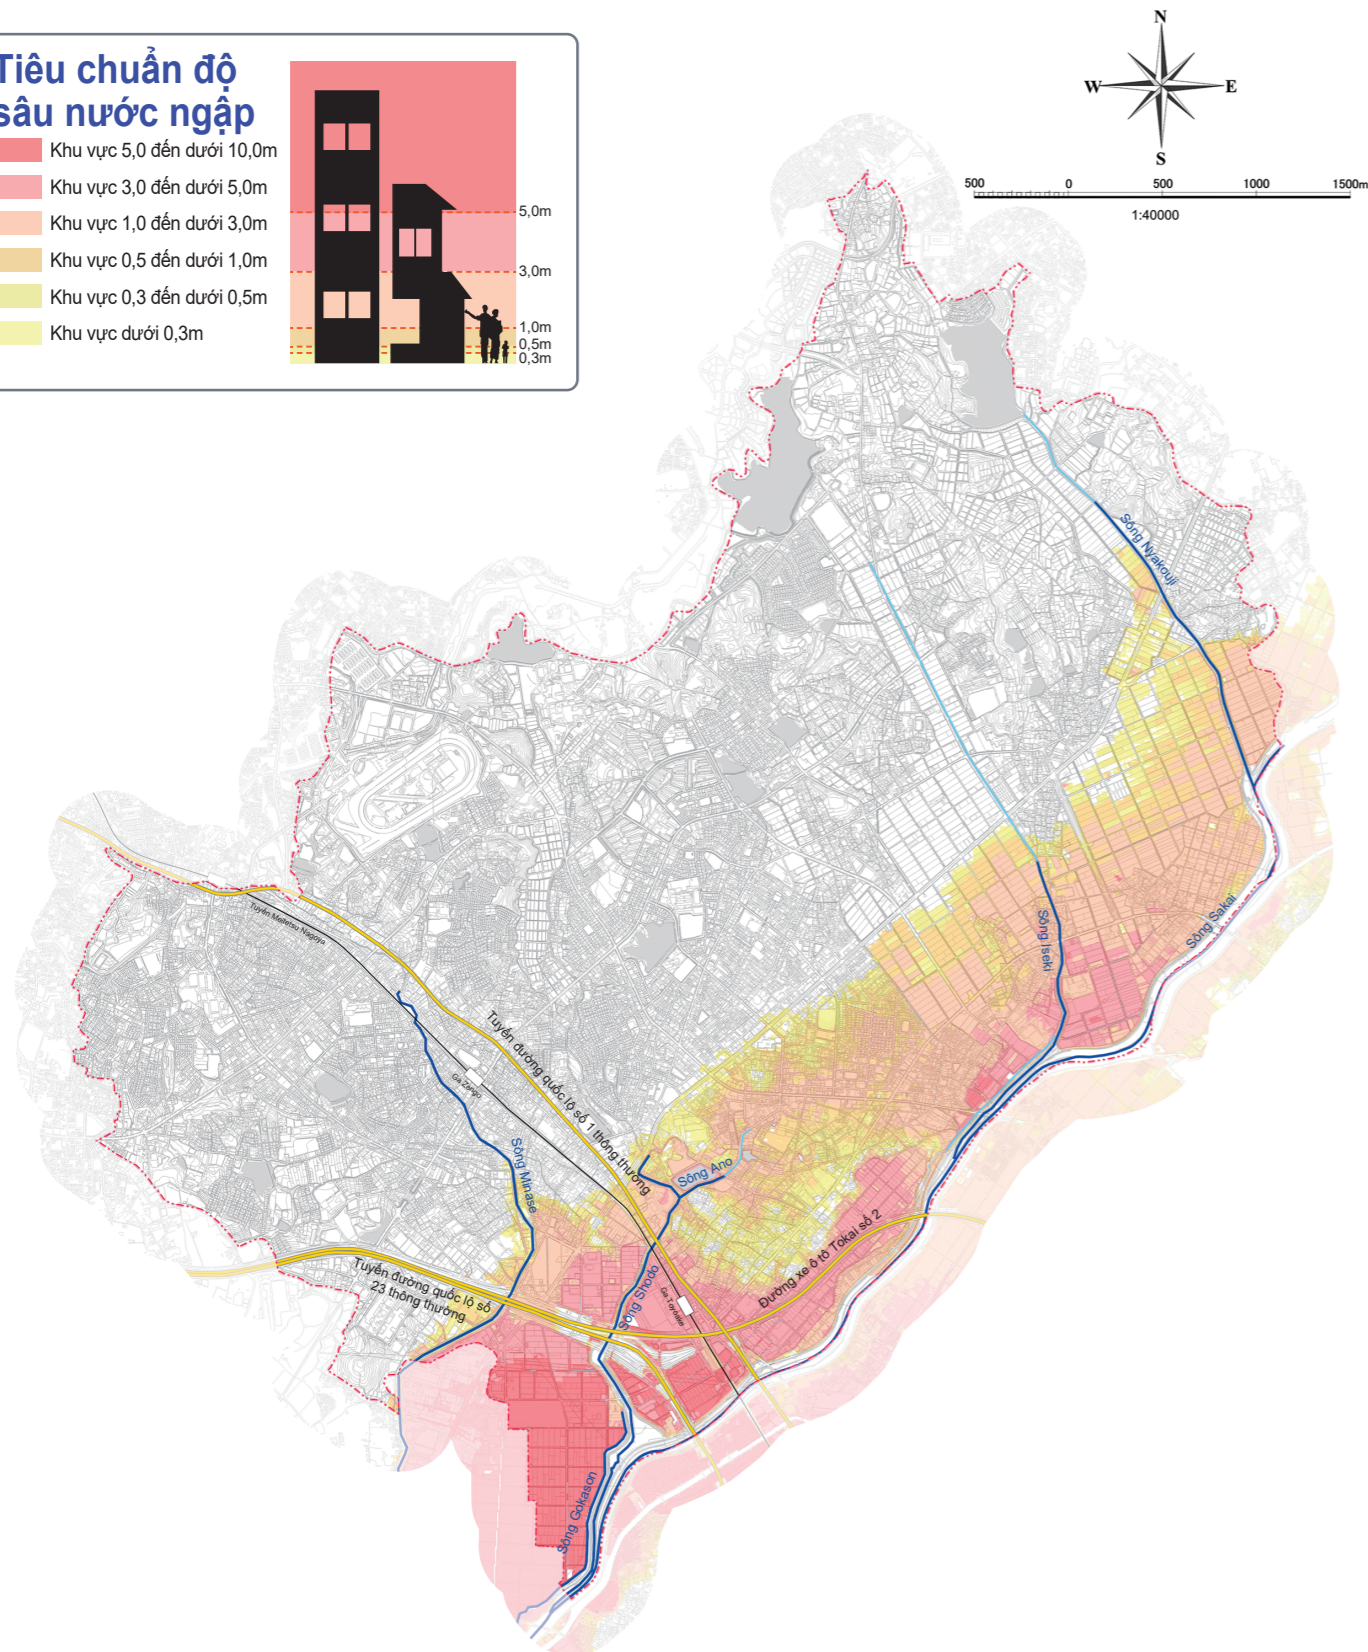 Tiêu chuẩn độ
sâu nước ngập
Khu vực 5,0 đến dưới 10,0m
Khu vực 3,0 đến dưới 5,0m
Khu vực 1,0 đến dưới 3,0m
Khu vực 0,5 đến dưới 1,0m
Khu vực 0,3 đến dưới 0,5m
Khu vực dưới 0,3m
5,0m
3,0m
1,0m
0,5m
0,3m
N
W
E
S
500
0
500
1000
1500m
1:40000
Sông Nyakouji
Sông Sakai
Sông Iseki
Tuyến Meitetsu Nagoya
Tuyến đường quốc lộ số 1 thông thường
Ga Zengo
Sông Minase
Sông Ano
Đường xe ô tô Tokai số 2
Tuyến đường quốc lộ số
23 thông thường
Sông Shodo
Ga Toyoake
Sông Gokason